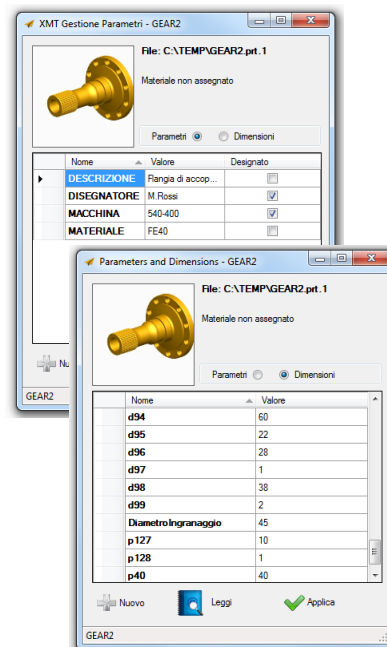 XMT Gestione Parametri - GEAR2
File: C:\TEMP\GEAR2.prt.1
Materiale non assegnato
Parametri Dimensioni
Nome Valore Designato
DESCRIZIONE Flangia di accop...
DISEGNATORE M.Rossi
MACCHINA 540-400
MATERIALE FE40
Nu
GEAR2
Parameters and Dimensions - GEAR2
File: C:\TEMP\GEAR2.prt.1
Materiale non assegnato
Parametri Dimensioni
Nome Valore
d94 60
d95 22
d96 28
d97 1
d98 38
d99 2
DiametroIngranaggio 45
p127 10
p128 1
p40 40
Nuovo Leggi Applica
GEAR2